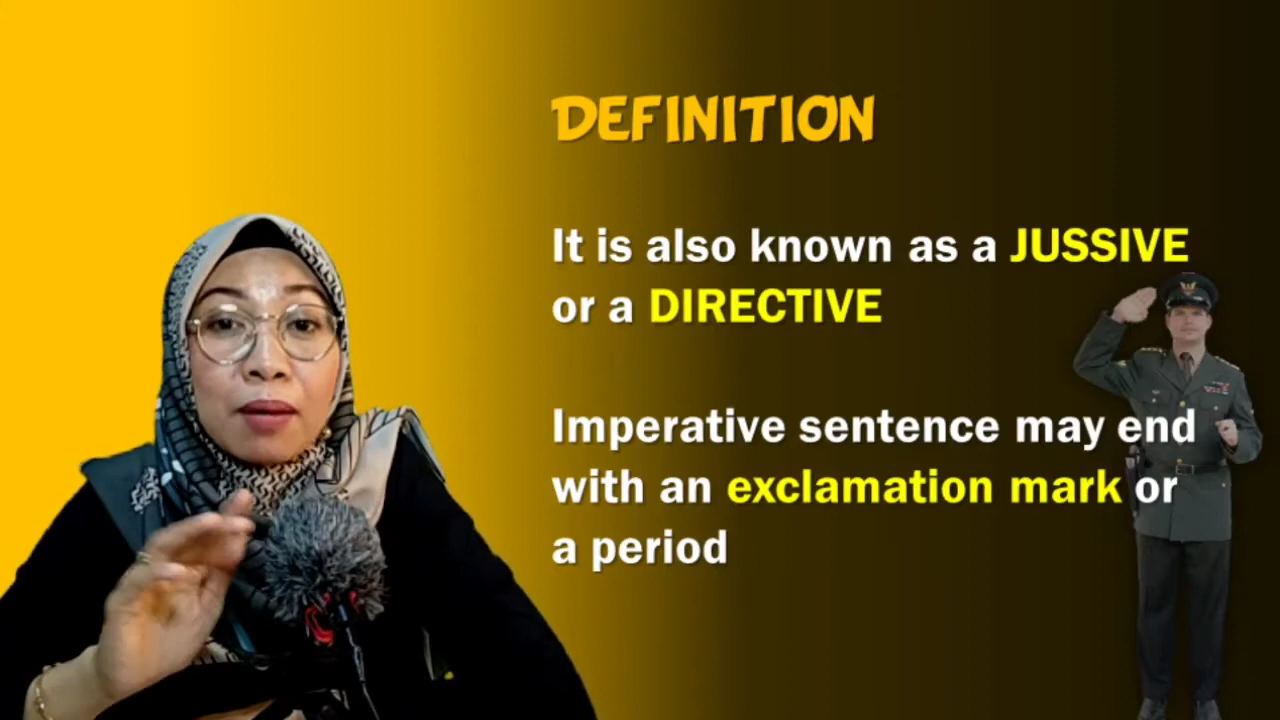 DEFINITION
It is also known as a JUSSIVE
or a DIRECTIVE
Imperative sentence may end
with an exclamation mark or
a period